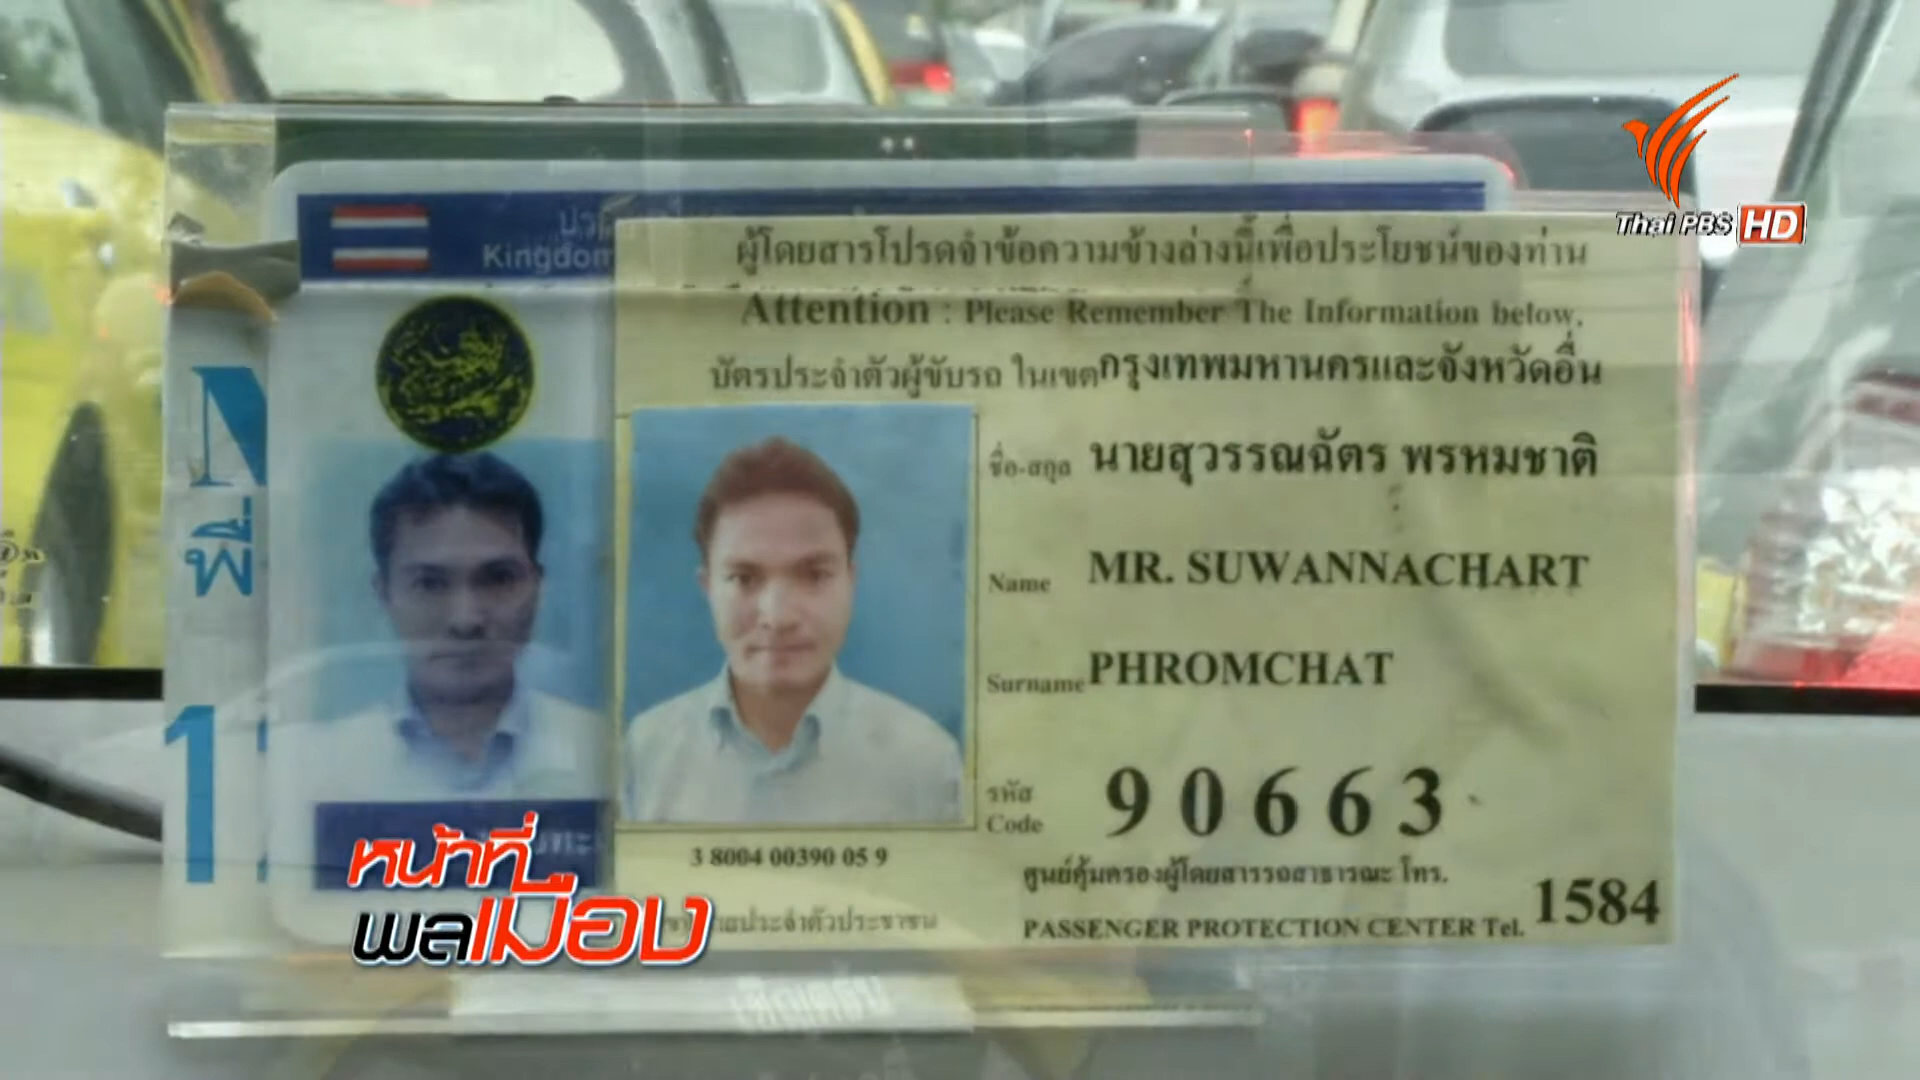 Thai PBS HD
Kingdom
ผู้โดยสารโปรดจำข้อความข้างล่างนี้เพื่อประโยชน์ของท่าน
Attention : Please Remember The Information below.
บัตรประจำตัวผู้ขับรถ ในเขตกรุงเทพมหานครและจังหวัดอื่น
ชื่อ-สกุล นายสุวรรณฉัตร พรหมชาติ
Name MR. SUWANNACHART
Surname PHROMCHAT
รหัส
Code 90663
3 8004 00390 05 9
ศูนย์คุ้มครองผู้โดยสารรถสาธารณะ โทร.
PASSENGER PROTECTION CENTER Tel. 1584
หน้าที่
พลเมือง